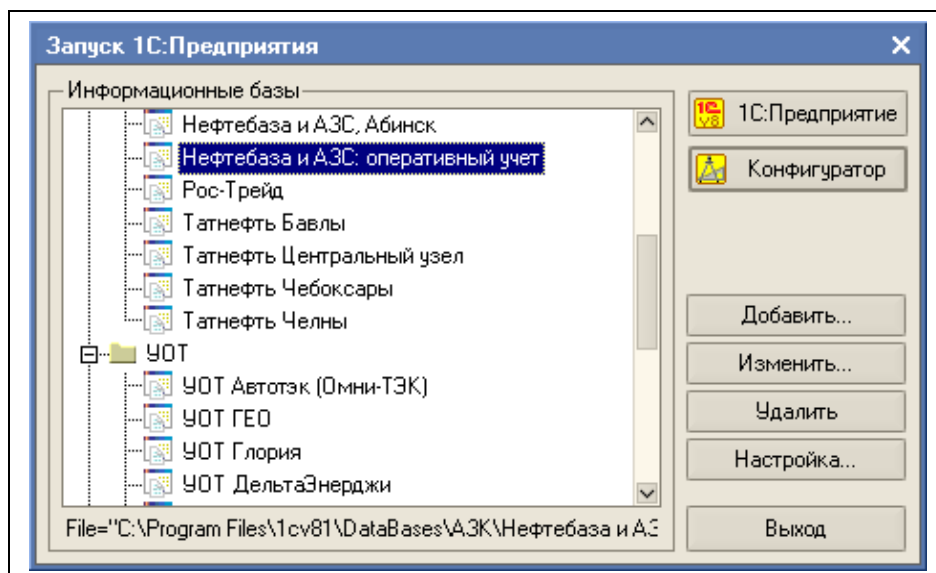 Запуск 1С:Предприятия
Информационные базы
Нефтебаза и АЗС, Абинск
Нефтебаза и АЗС: оперативный учет
Рос-Трейд
Татнефть Бавлы
Татнефть Центральный узел
Татнефть Чебоксары
Татнефть Челны
УОТ
УОТ Автотэк (Омни-ТЭК)
УОТ ГЕО
УОТ Глория
УОТ ДельтаЭнерджи
File="C:\Program Files\1cv81\DataBases\АЗК\Нефтебаза и АЗ
1С:Предприятие
Конфигуратор
Добавить...
Изменить...
Удалить
Настройка...
Выход